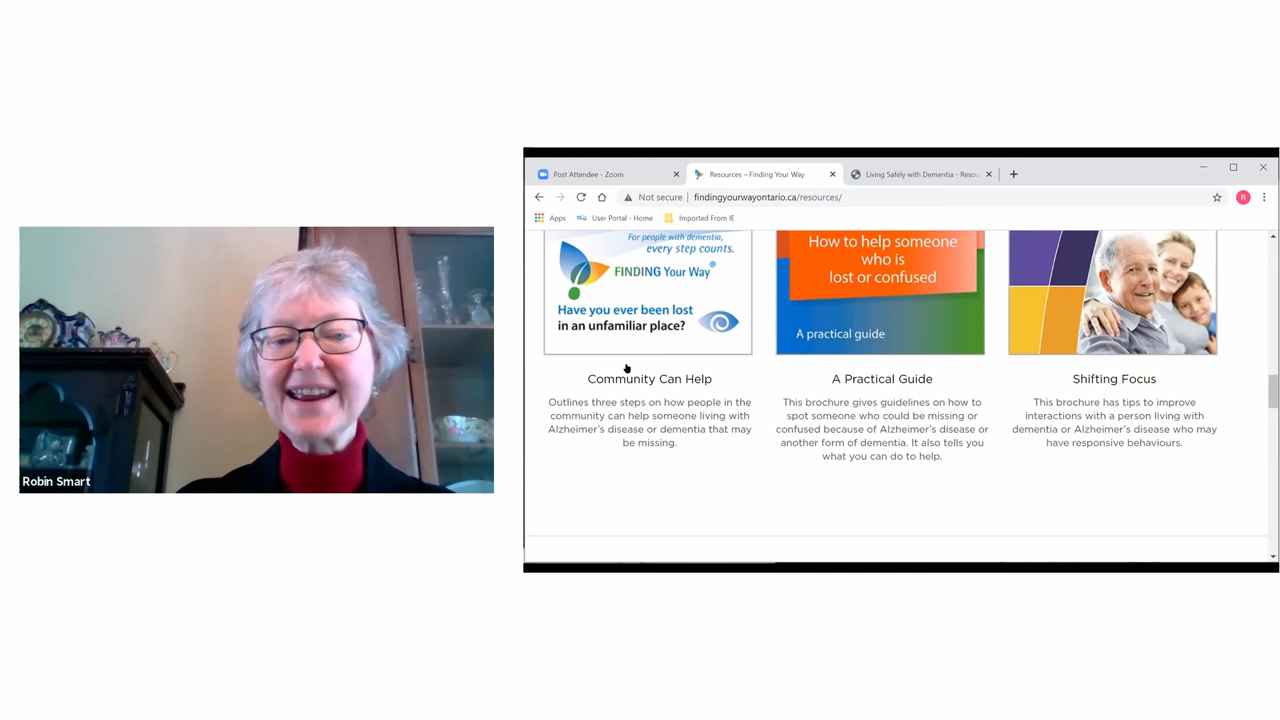 Robin Smart
Post Attendee - Zoom
Resources – Finding Your Way
Living Safely with Dementia - Resou
Not secure
findingyourwayontario.ca/resources/
R
Apps
User Portal - Home
Imported From IE
For people with dementia,
every step counts.
FINDING Your Way®
Have you ever been lost
in an unfamiliar place?
How to help someone
who is
lost or confused
A practical guide
Community Can Help
Outlines three steps on how people in the
community can help someone living with
Alzheimer's disease or dementia that may
be missing.
A Practical Guide
This brochure gives guidelines on how to
spot someone who could be missing or
confused because of Alzheimer's disease or
another form of dementia. It also tells you
what you can do to help.
Shifting Focus
This brochure has tips to improve
interactions with a person living with
dementia or Alzheimer's disease who may
have responsive behaviours.